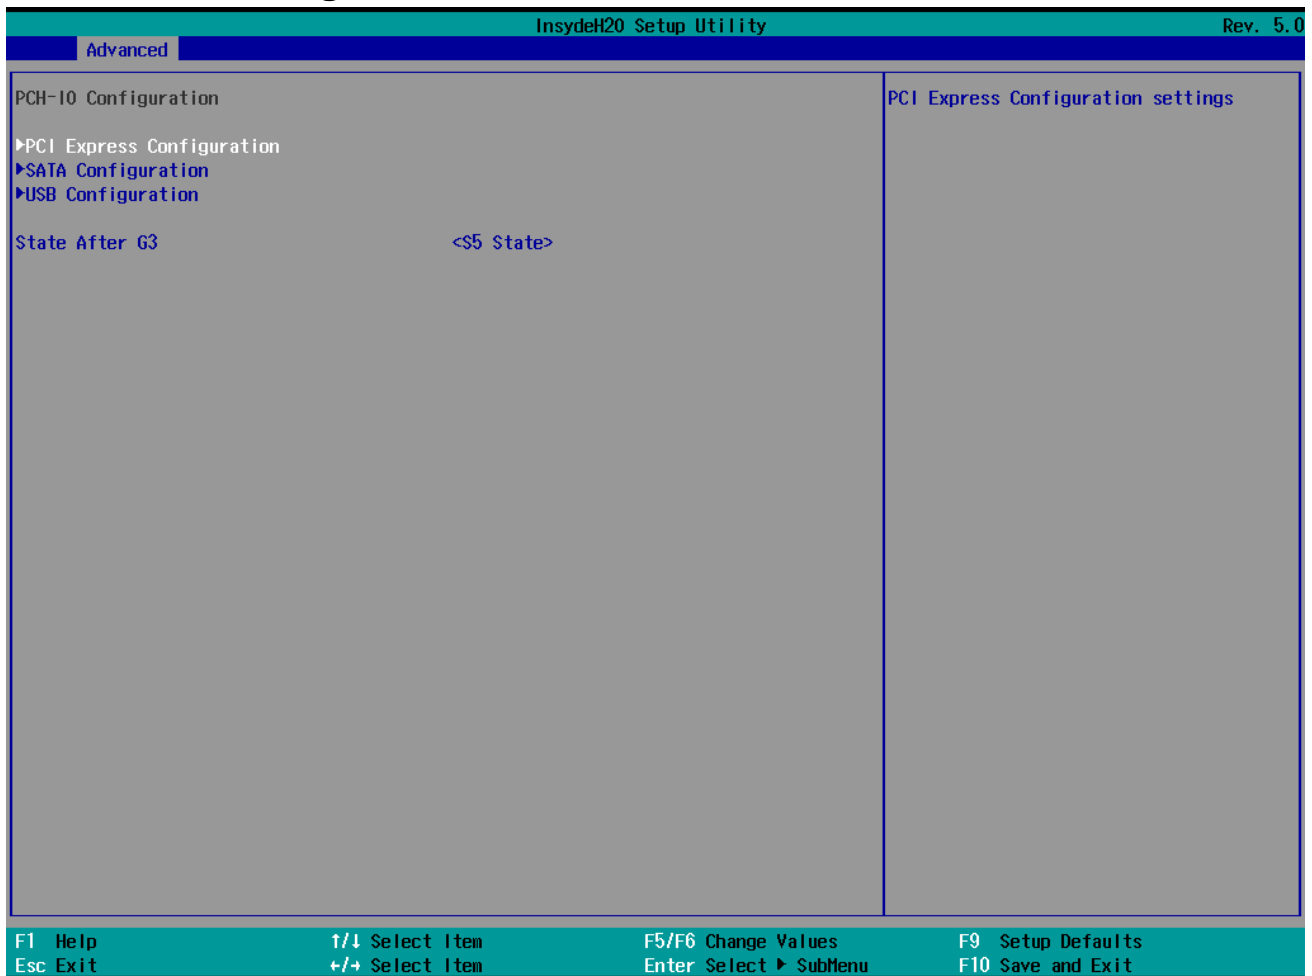 InsydeH20 Setup Utility Rev. 5.0
Advanced
PCH-IO Configuration
PCI Express Configuration settings
▶PCI Express Configuration
▶SATA Configuration
▶USB Configuration
State After G3 <S5 State>
F1 Help ↑/↓ Select Item F5/F6 Change Values F9 Setup Defaults
Esc Exit ←/→ Select Item Enter Select ▶ SubMenu F10 Save and Exit